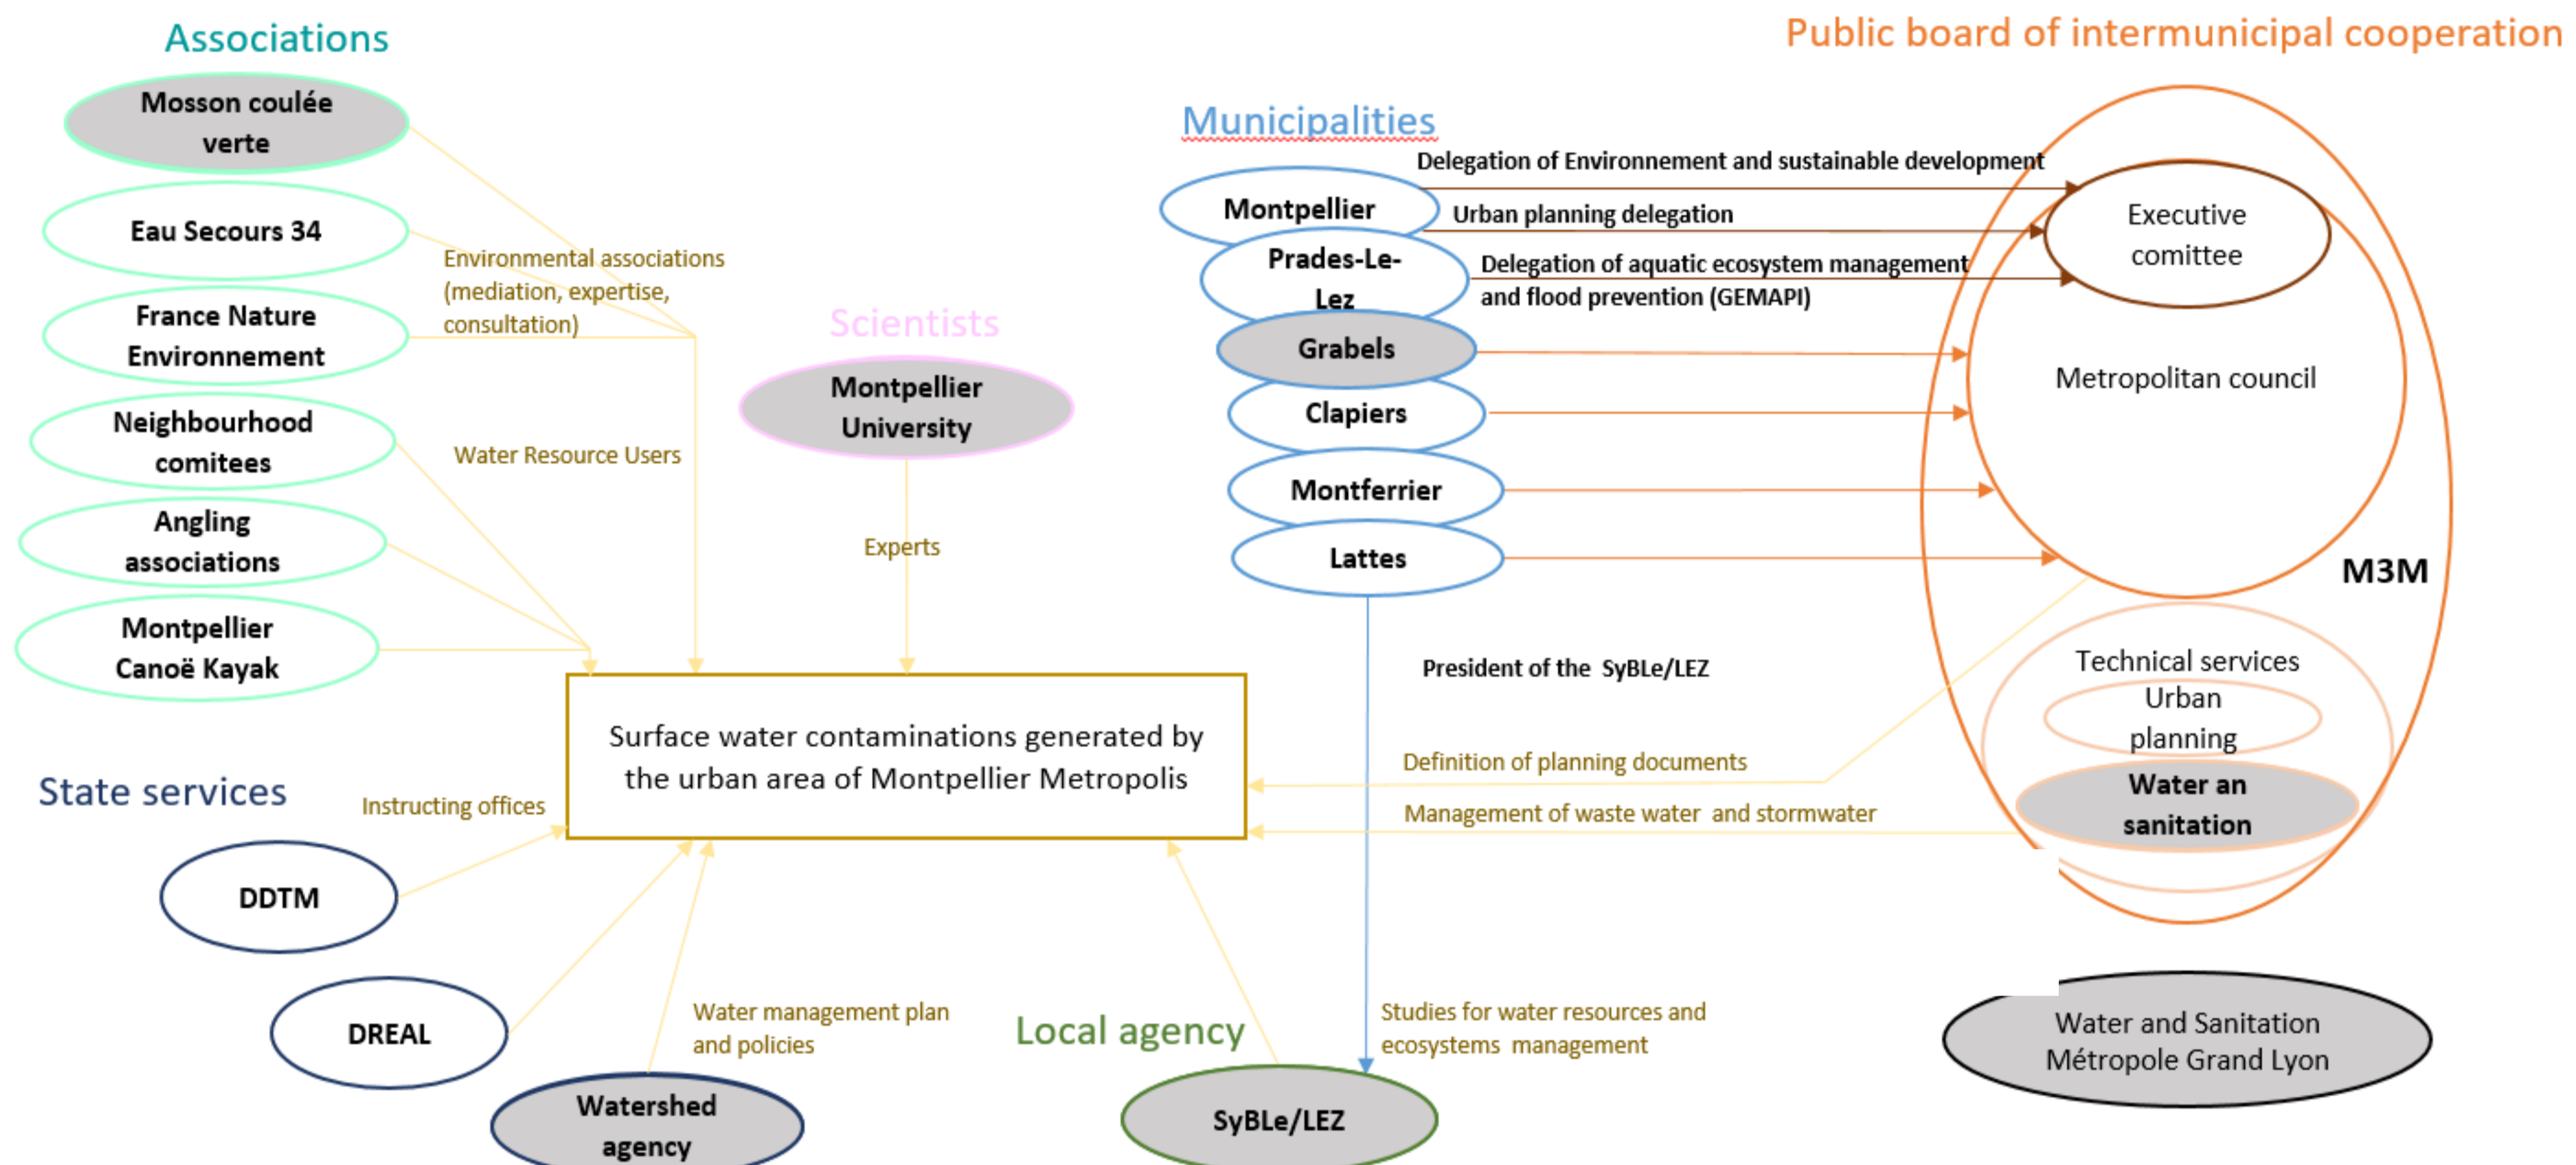 Associations
Mosson coulée
verte
Eau Secours 34
France Nature
Environnement
Neighbourhood
comitees
Angling
associations
Montpellier
Canoë Kayak
Environmental associations
(mediation, expertise,
consultation)
Water Resource Users
Scientists
Montpellier
University
Experts
Municipalities
Montpellier
Prades-Le-
Lez
Grabels
Clapiers
Montferrier
Lattes
Delegation of Environnement and sustainable development
Urban planning delegation
Delegation of aquatic ecosystem management
and flood prevention (GEMAPI)
Public board of intermunicipal cooperation
Executive
comittee
Metropolitan council
M3M
Technical services
Urban
planning
Water an
sanitation
President of the SyBLe/LEZ
Definition of planning documents
Management of waste water and stormwater
Surface water contaminations generated by
the urban area of Montpellier Metropolis
State services
Instructing offices
DDTM
DREAL
Watershed
agency
Water management plan
and policies
Local agency
SyBLe/LEZ
Studies for water resources and
ecosystems management
Water and Sanitation
Métropole Grand Lyon